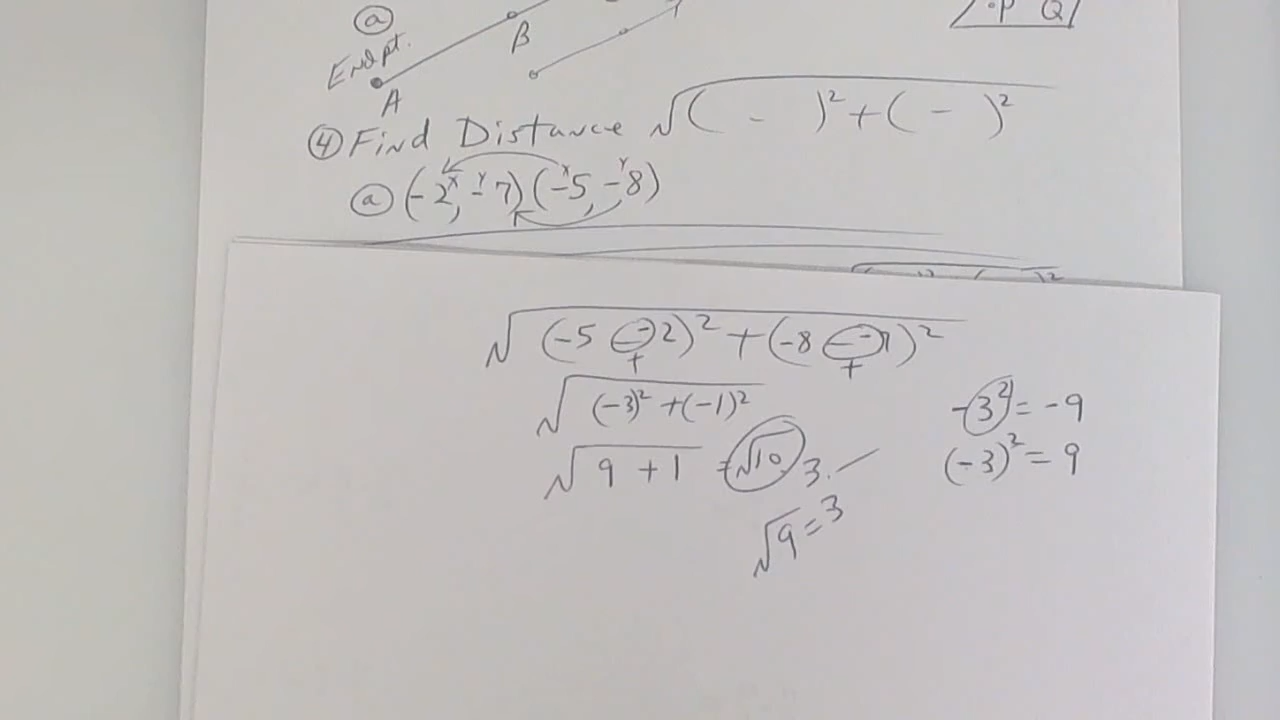 ⓐ
.P Q
End pt.
B
A
④ Find Distance √( - )² + ( - )²
x y x y
ⓐ (-2, -7) (-5, -8)
√(-5 - -2)² + (-8 - -7)²
+ +
√(-3)² + (-1)²
-3² = -9
√9 + 1 = √10 3.
(-3)² = 9
√9 = 3